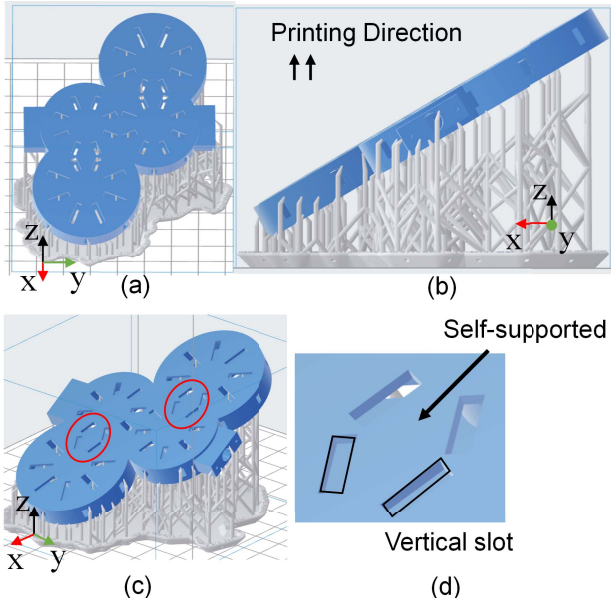 Printing Direction
z
x
y
(a)
z
x
y
(b)
Self-supported
z
x
y
(c)
Vertical slot
(d)